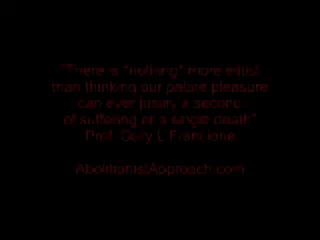 "There is "nothing" more elitist
than thinking our palate pleasure
can ever justify a second
of suffering or a single death."
Prof. Gary L Francione
AbolitionistApproach.com